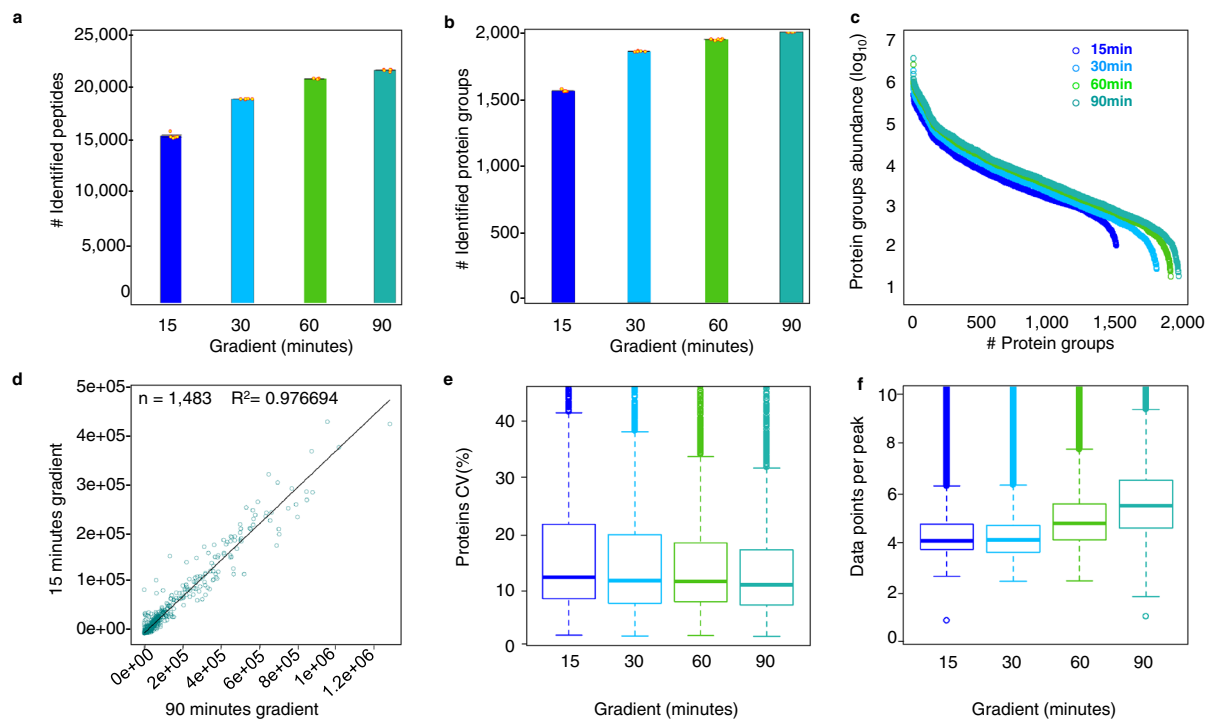 a
25,000
20,000
15,000
10,000
5,000
0
# Identified peptides
15 30 60 90
Gradient (minutes)
b
2,000
1,500
1,000
500
0
# Identified protein groups
15 30 60 90
Gradient (minutes)
c
7
6
5
4
3
2
1
Protein groups abundance (log10)
15min
30min
60min
90min
0 500 1,000 1,500 2,000
# Protein groups
d
5e+05
4e+05
3e+05
2e+05
1e+05
0e+00
15 minutes gradient
n = 1,483 R²= 0.976694
0e+00 2e+05 4e+05 6e+05 8e+05 1e+06 1.2e+06
90 minutes gradient
e
40
30
20
10
0
Proteins CV(%)
15 30 60 90
Gradient (minutes)
f
10
8
6
4
2
0
Data points per peak
15 30 60 90
Gradient (minutes)